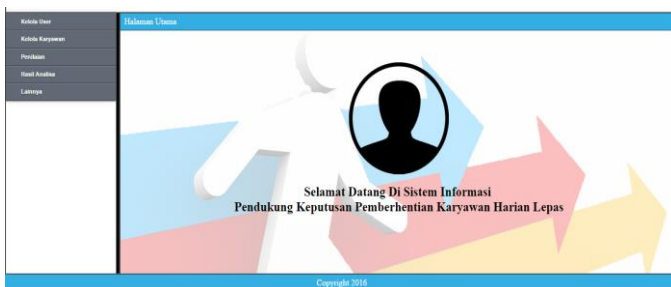 Kelola User
Kelola Karyawan
Penilaian
Hasil Analisa
Lainnya
Halaman Utama
Selamat Datang Di Sistem Informasi
Pendukung Keputusan Pemberhentian Karyawan Harian Lepas
Copyright 2016